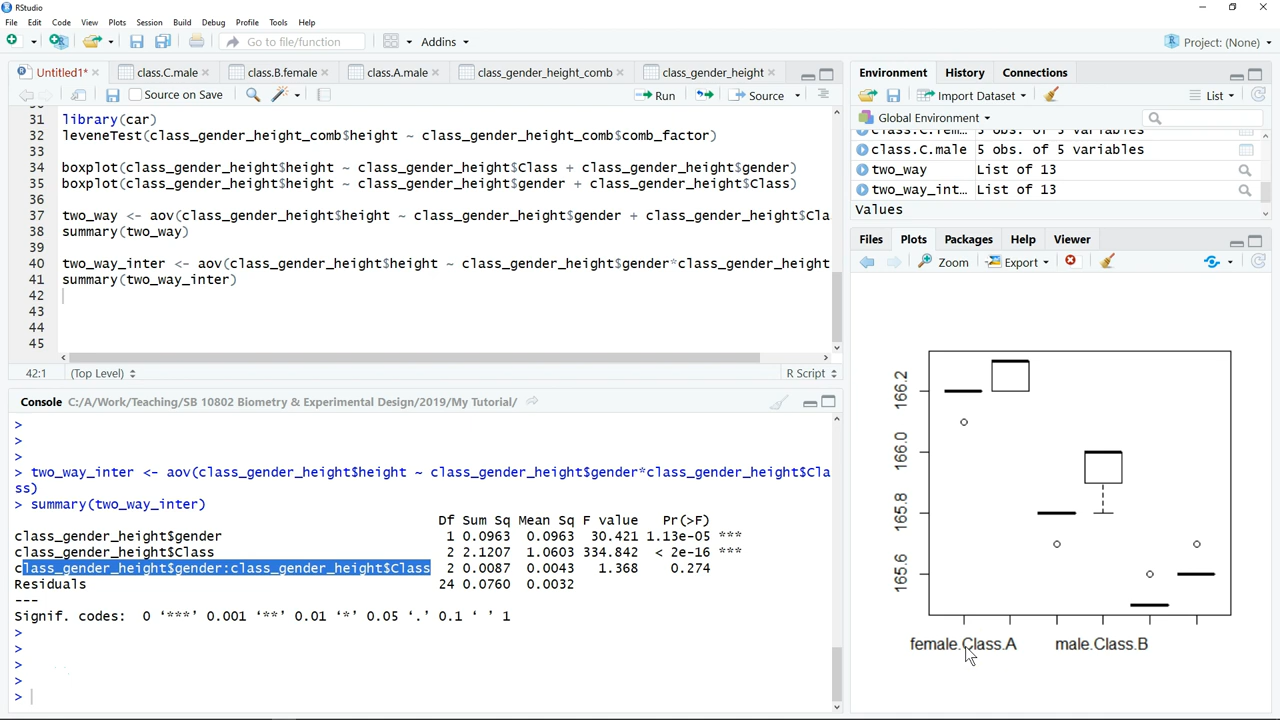 RStudio
File Edit Code View Plots Session Build Debug Profile Tools Help
Go to file/function Addins Project: (None)
Untitled1* class.C.male class.B.female class.A.male class_gender_height_comb class_gender_height
Source on Save Run Source
31 library(car)
32 leveneTest(class_gender_height_comb$height ~ class_gender_height_comb$comb_factor)
33
34 boxplot(class_gender_height$height ~ class_gender_height$Class + class_gender_height$gender)
35 boxplot(class_gender_height$height ~ class_gender_height$gender + class_gender_height$Class)
36
37 two_way <- aov(class_gender_height$height ~ class_gender_height$gender + class_gender_height$Cla
38 summary(two_way)
39
40 two_way_inter <- aov(class_gender_height$height ~ class_gender_height$gender*class_gender_height
41 summary(two_way_inter)
42
43
44
45
42:1 (Top Level) R Script
Console C:/A/Work/Teaching/SB 10802 Biometry & Experimental Design/2019/My Tutorial/
>
>
>
> two_way_inter <- aov(class_gender_height$height ~ class_gender_height$gender*class_gender_height$Cla
ss)
> summary(two_way_inter)
Df Sum Sq Mean Sq F value Pr(>F)
class_gender_height$gender 1 0.0963 0.0963 30.421 1.13e-05 ***
class_gender_height$Class 2 2.1207 1.0603 334.842 < 2e-16 ***
class_gender_height$gender:class_gender_height$Class 2 0.0087 0.0043 1.368 0.274
Residuals 24 0.0760 0.0032
---
Signif. codes: 0 ‘***’ 0.001 ‘**’ 0.01 ‘*’ 0.05 ‘.’ 0.1 ‘ ’ 1
>
>
>
>
>
Environment History Connections
Import Dataset List
Global Environment
class.C.male 5 obs. of 5 variables
two_way List of 13
two_way_int… List of 13
Values
Files Plots Packages Help Viewer
Zoom Export
166.2
166.0
165.8
165.6
female.Class.A male.Class.B